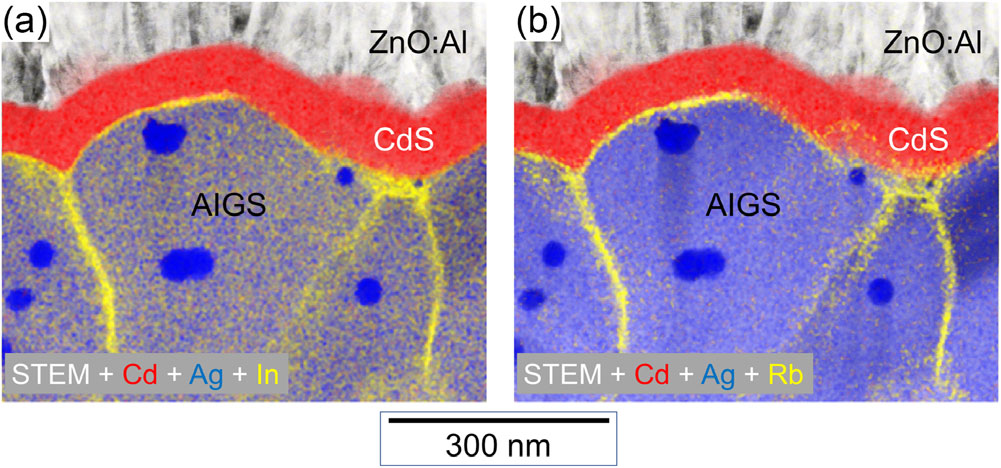 (a)
ZnO:Al
CdS
AIGS
STEM + Cd + Ag + In
(b)
ZnO:Al
CdS
AIGS
STEM + Cd + Ag + Rb
300 nm